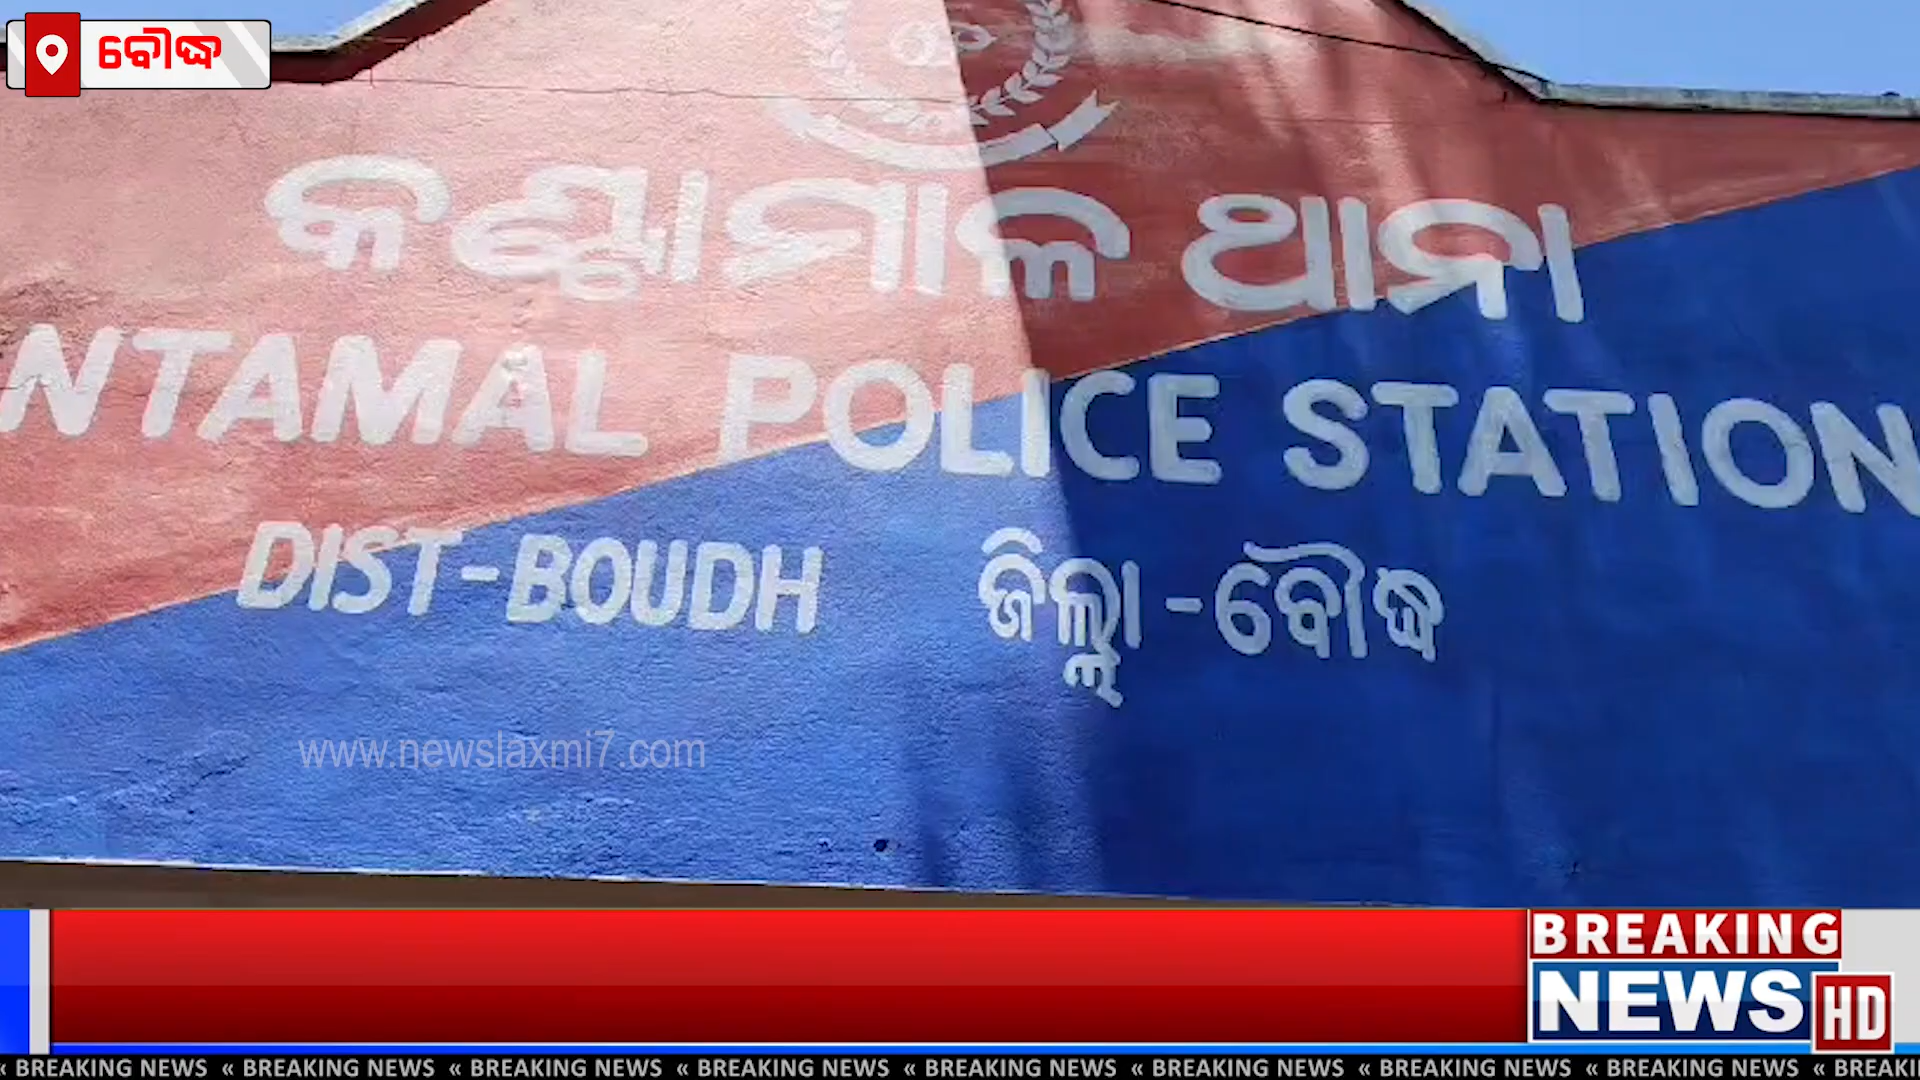 ବୌଦ୍ଧ
କଣ୍ଟାମାଳ ଥାନା
NTAMAL POLICE STATION
DIST-BOUDH ଜିଲ୍ଲା-ବୌଦ୍ଧ
www.newslaxmi7.com
BREAKING
NEWS
HD
« BREAKING NEWS « BREAKING NEWS « BREAKING NEWS « BREAKING NEWS « BREAKING NEWS « BREAKING NEWS « BREAKING NEWS « BREAKING NEWS « BREAKI